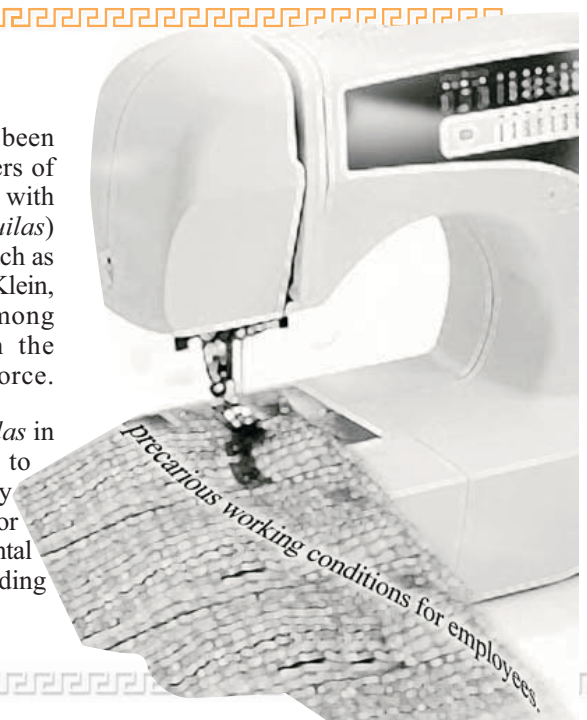 been
ers of
with
uilas)
ch as
Klein,
mong
the
orce.
las in
to
y
or
ntal
ding
precarious working conditions for employees.